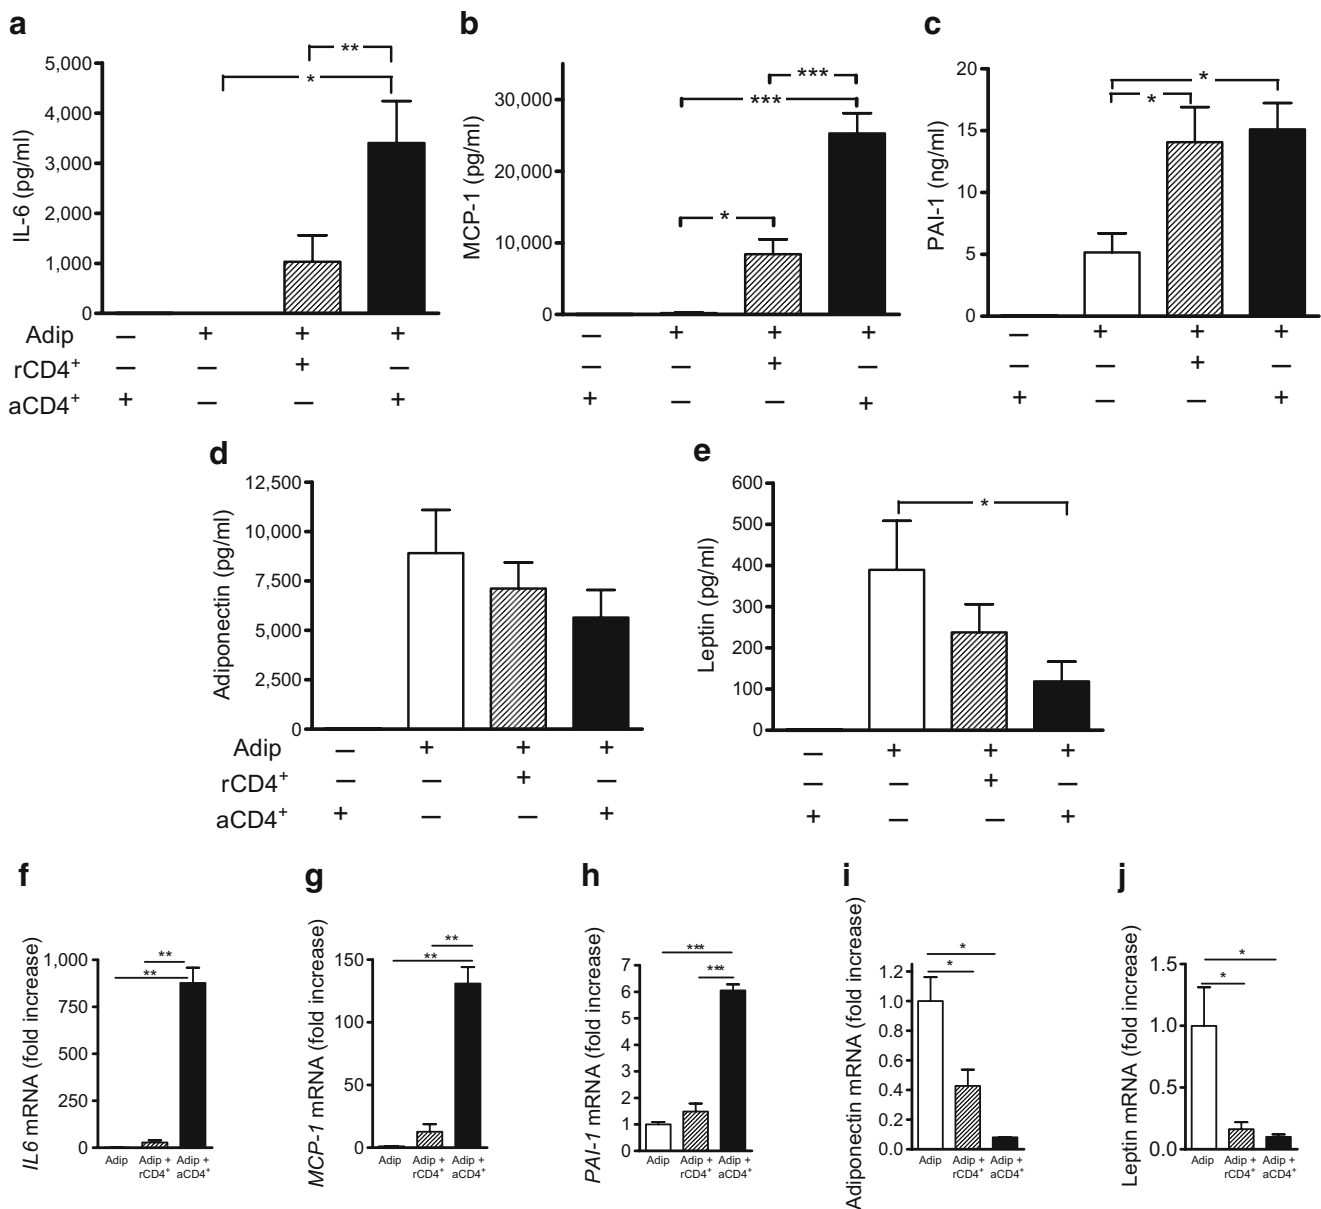 a
IL-6 (pg/ml)
5,000
4,000
3,000
2,000
1,000
0
**
*
Adip — + + +
rCD4+ — — + —
aCD4+ + — — +
b
MCP-1 (pg/ml)
30,000
20,000
10,000
0
***
***
*
— + + +
— — + —
+ — — +
c
PAI-1 (ng/ml)
20
15
10
5
0
*
*
— + + +
— — + —
+ — — +
d
Adiponectin (pg/ml)
12,500
10,000
7,500
5,000
2,500
0
Adip — + + +
rCD4+ — — + —
aCD4+ + — — +
e
Leptin (pg/ml)
600
500
400
300
200
100
0
*
— + + +
— — + —
+ — — +
f
IL6 mRNA (fold increase)
1,000
750
500
250
0
**
**
Adip Adip + Adip +
rCD4+ aCD4+
g
MCP-1 mRNA (fold increase)
150
100
50
0
**
**
Adip Adip + Adip +
rCD4+ aCD4+
h
PAI-1 mRNA (fold increase)
7
6
5
4
3
2
1
0
***
***
Adip Adip + Adip +
rCD4+ aCD4+
i
Adiponectin mRNA (fold increase)
1.2
1.0
0.8
0.6
0.4
0.2
0.0
*
*
Adip Adip + Adip +
rCD4+ aCD4+
j
Leptin mRNA (fold increase)
1.5
1.0
0.5
0.0
*
*
Adip Adip + Adip +
rCD4+ aCD4+